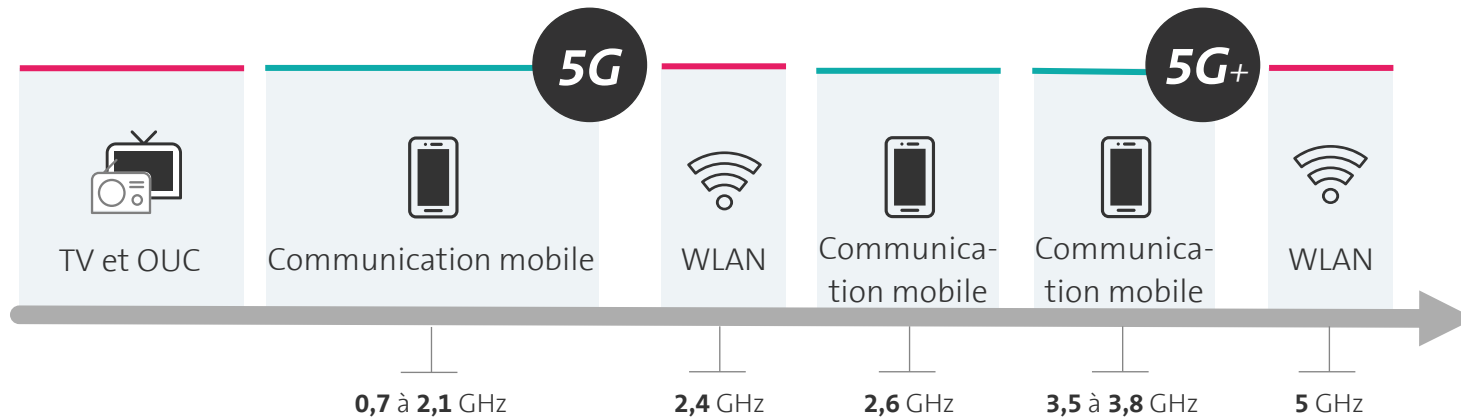 5G
5G+
TV et OUC
Communication mobile
WLAN
Communica-
tion mobile
Communica-
tion mobile
WLAN
0,7 à 2,1 GHz
2,4 GHz
2,6 GHz
3,5 à 3,8 GHz
5 GHz